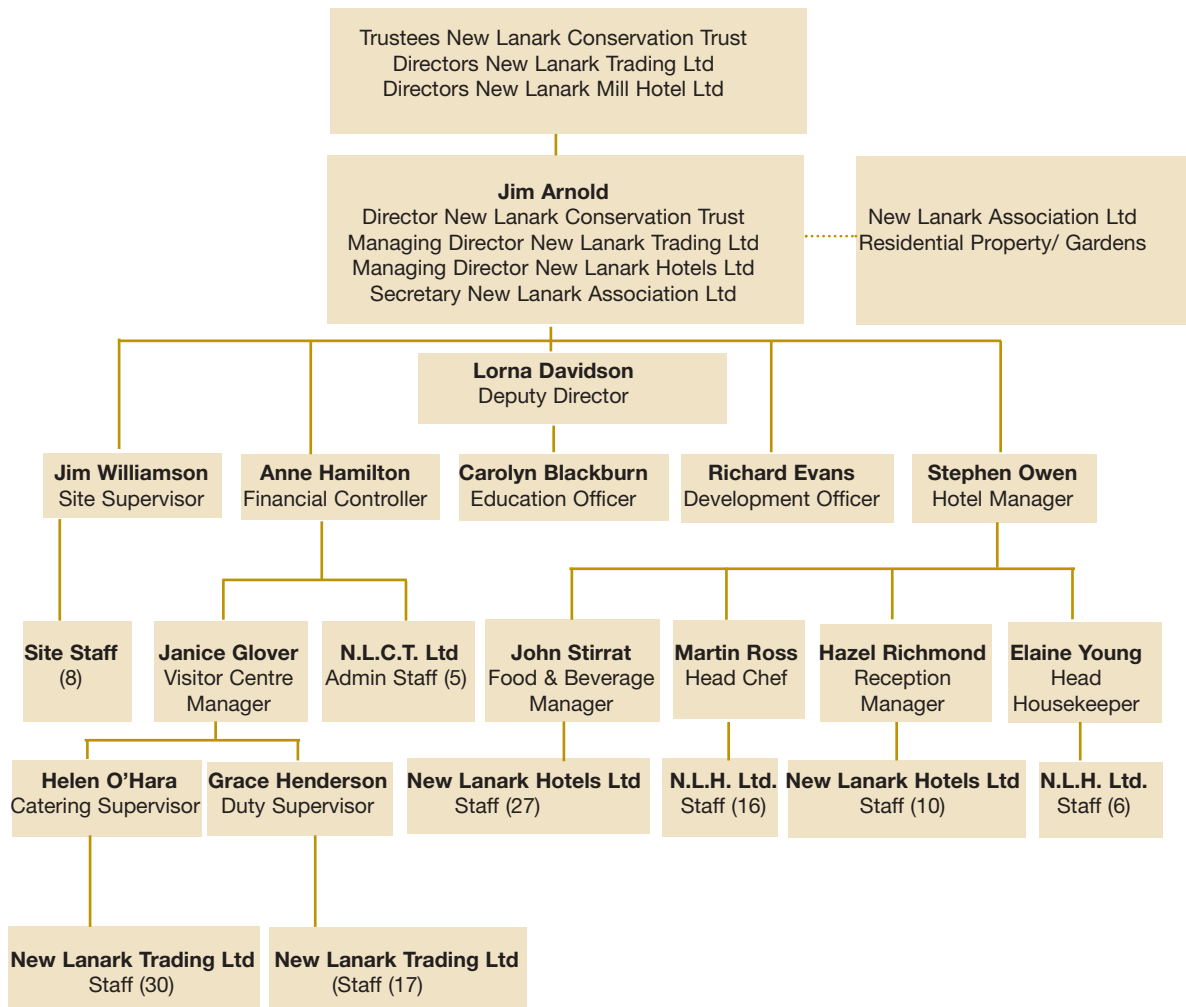 Trustees New Lanark Conservation Trust
Directors New Lanark Trading Ltd
Directors New Lanark Mill Hotel Ltd
Jim Arnold
Director New Lanark Conservation Trust
Managing Director New Lanark Trading Ltd
Managing Director New Lanark Hotels Ltd
Secretary New Lanark Association Ltd
New Lanark Association Ltd
Residential Property/ Gardens
Lorna Davidson
Deputy Director
Jim Williamson
Site Supervisor
Anne Hamilton
Financial Controller
Carolyn Blackburn
Education Officer
Richard Evans
Development Officer
Stephen Owen
Hotel Manager
Site Staff
(8)
Janice Glover
Visitor Centre
Manager
N.L.C.T. Ltd
Admin Staff (5)
John Stirrat
Food & Beverage
Manager
Martin Ross
Head Chef
Hazel Richmond
Reception
Manager
Elaine Young
Head
Housekeeper
Helen O’Hara
Catering Supervisor
Grace Henderson
Duty Supervisor
New Lanark Hotels Ltd
Staff (27)
N.L.H. Ltd.
Staff (16)
New Lanark Hotels Ltd
Staff (10)
N.L.H. Ltd.
Staff (6)
New Lanark Trading Ltd
Staff (30)
New Lanark Trading Ltd
(Staff (17)